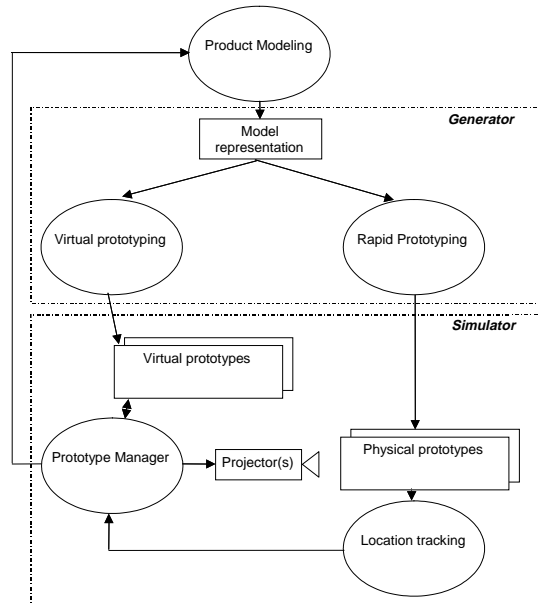 Product Modeling
Generator
Model
representation
Virtual prototyping
Rapid Prototyping
Simulator
Virtual prototypes
Prototype Manager
Projector(s)
Physical prototypes
Location tracking